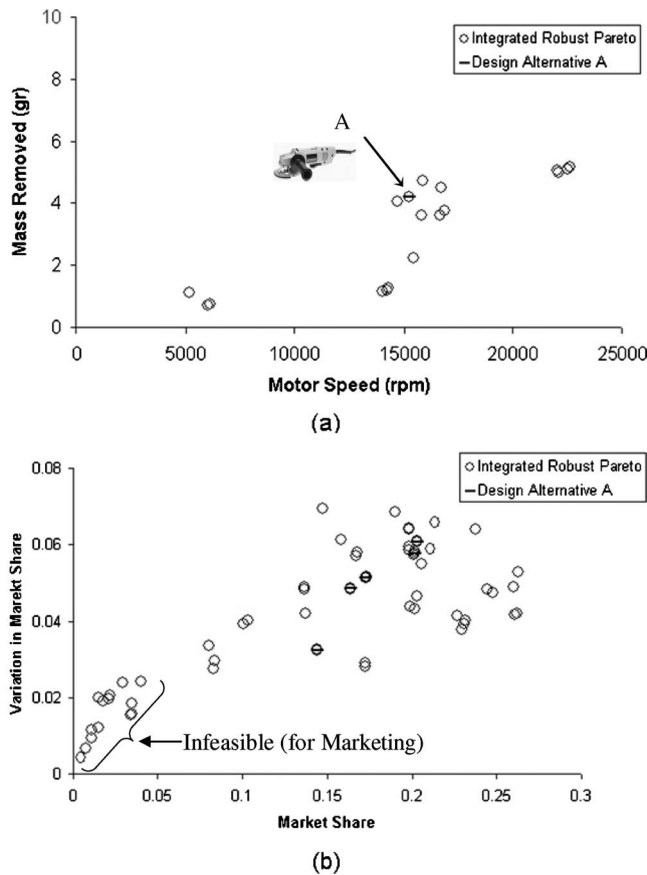 10
8
6
4
2
0
Mass Removed (gr)
Integrated Robust Pareto
Design Alternative A
A
0 5000 10000 15000 20000 25000
Motor Speed (rpm)
(a)
0.08
0.06
0.04
0.02
0
Variation in Marekt Share
Integrated Robust Pareto
Design Alternative A
Infeasible (for Marketing)
0 0.05 0.1 0.15 0.2 0.25 0.3
Market Share
(b)